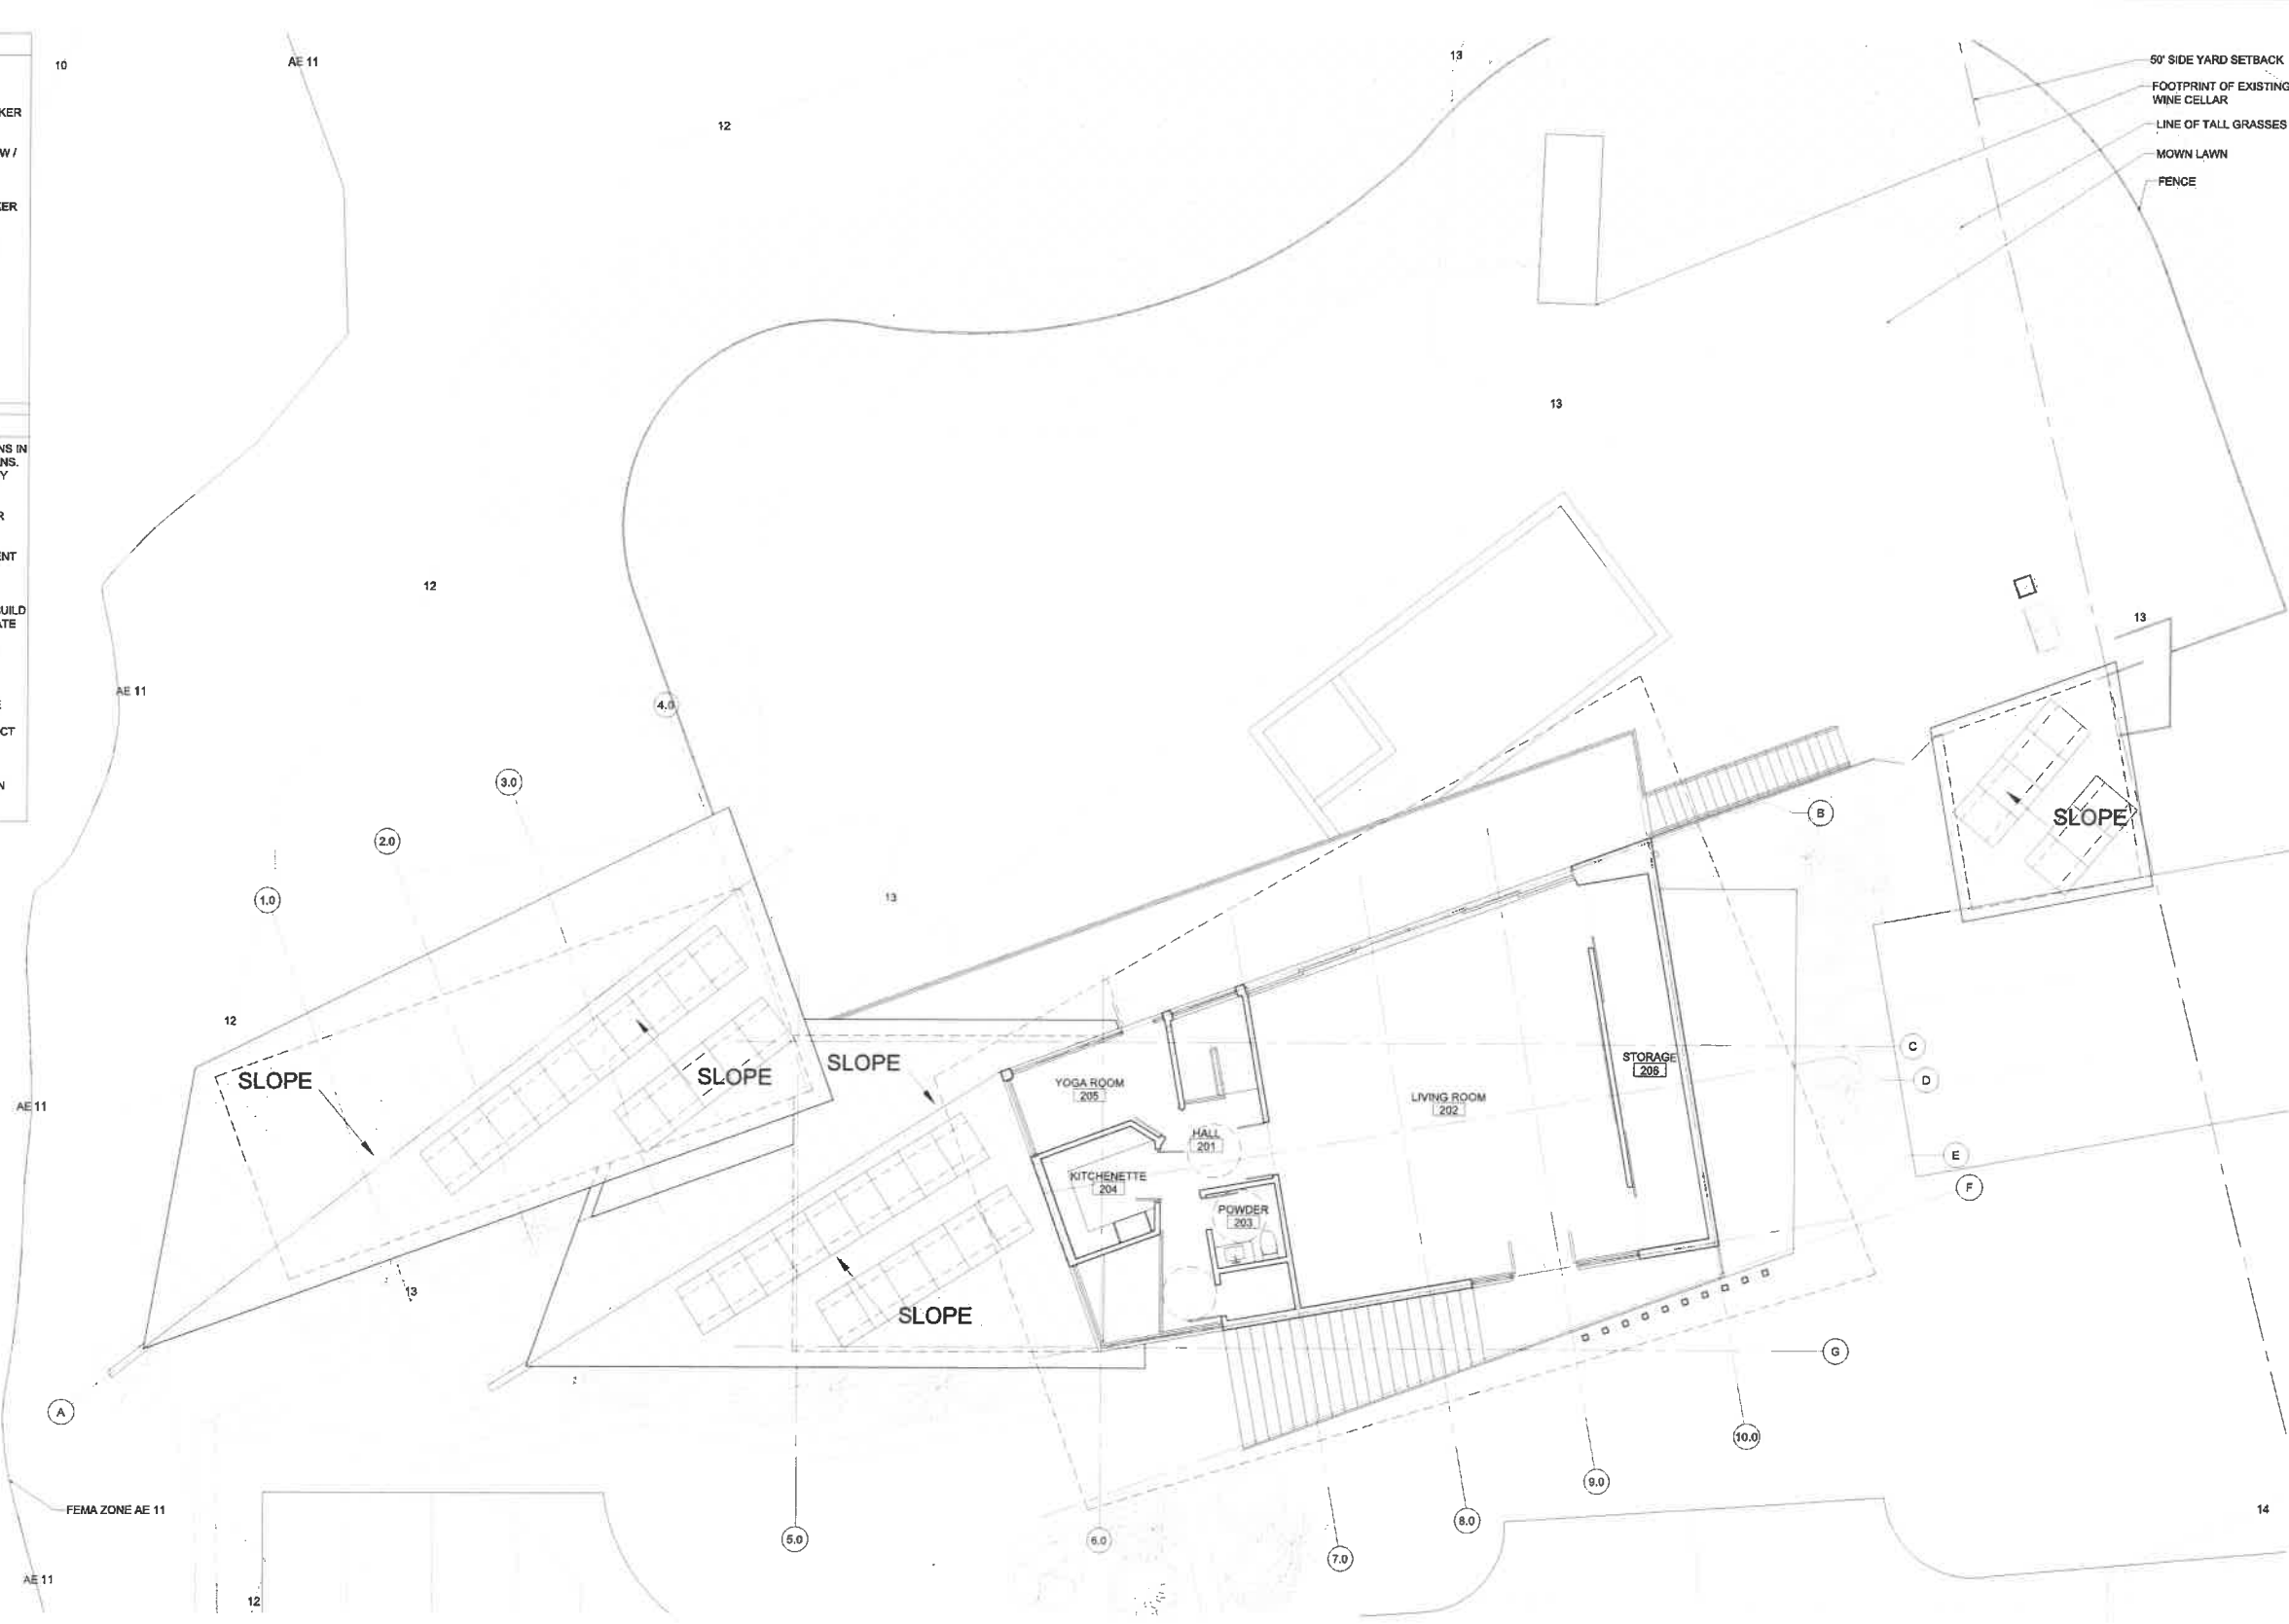 10
AE 11
13
12
50' SIDE YARD SETBACK
FOOTPRINT OF EXISTING
WINE CELLAR
LINE OF TALL GRASSES
MOWN LAWN
FENCE
KER
W /
KER
NS IN
NS.
Y
R
ENT
UILD
ATE
E
CT
N
13
12
13
AE 11
4.0
3.0
2.0
1.0
B
SLOPE
13
12
SLOPE
SLOPE
SLOPE
C
STORAGE
206
D
YOGA ROOM
205
LIVING ROOM
202
AE 11
HALL
201
E
KITCHENETTE
204
F
POWDER
203
13
SLOPE
G
A
10.0
9.0
FEMA ZONE AE 11
14
8.0
5.0
6.0
7.0
AE 11
12